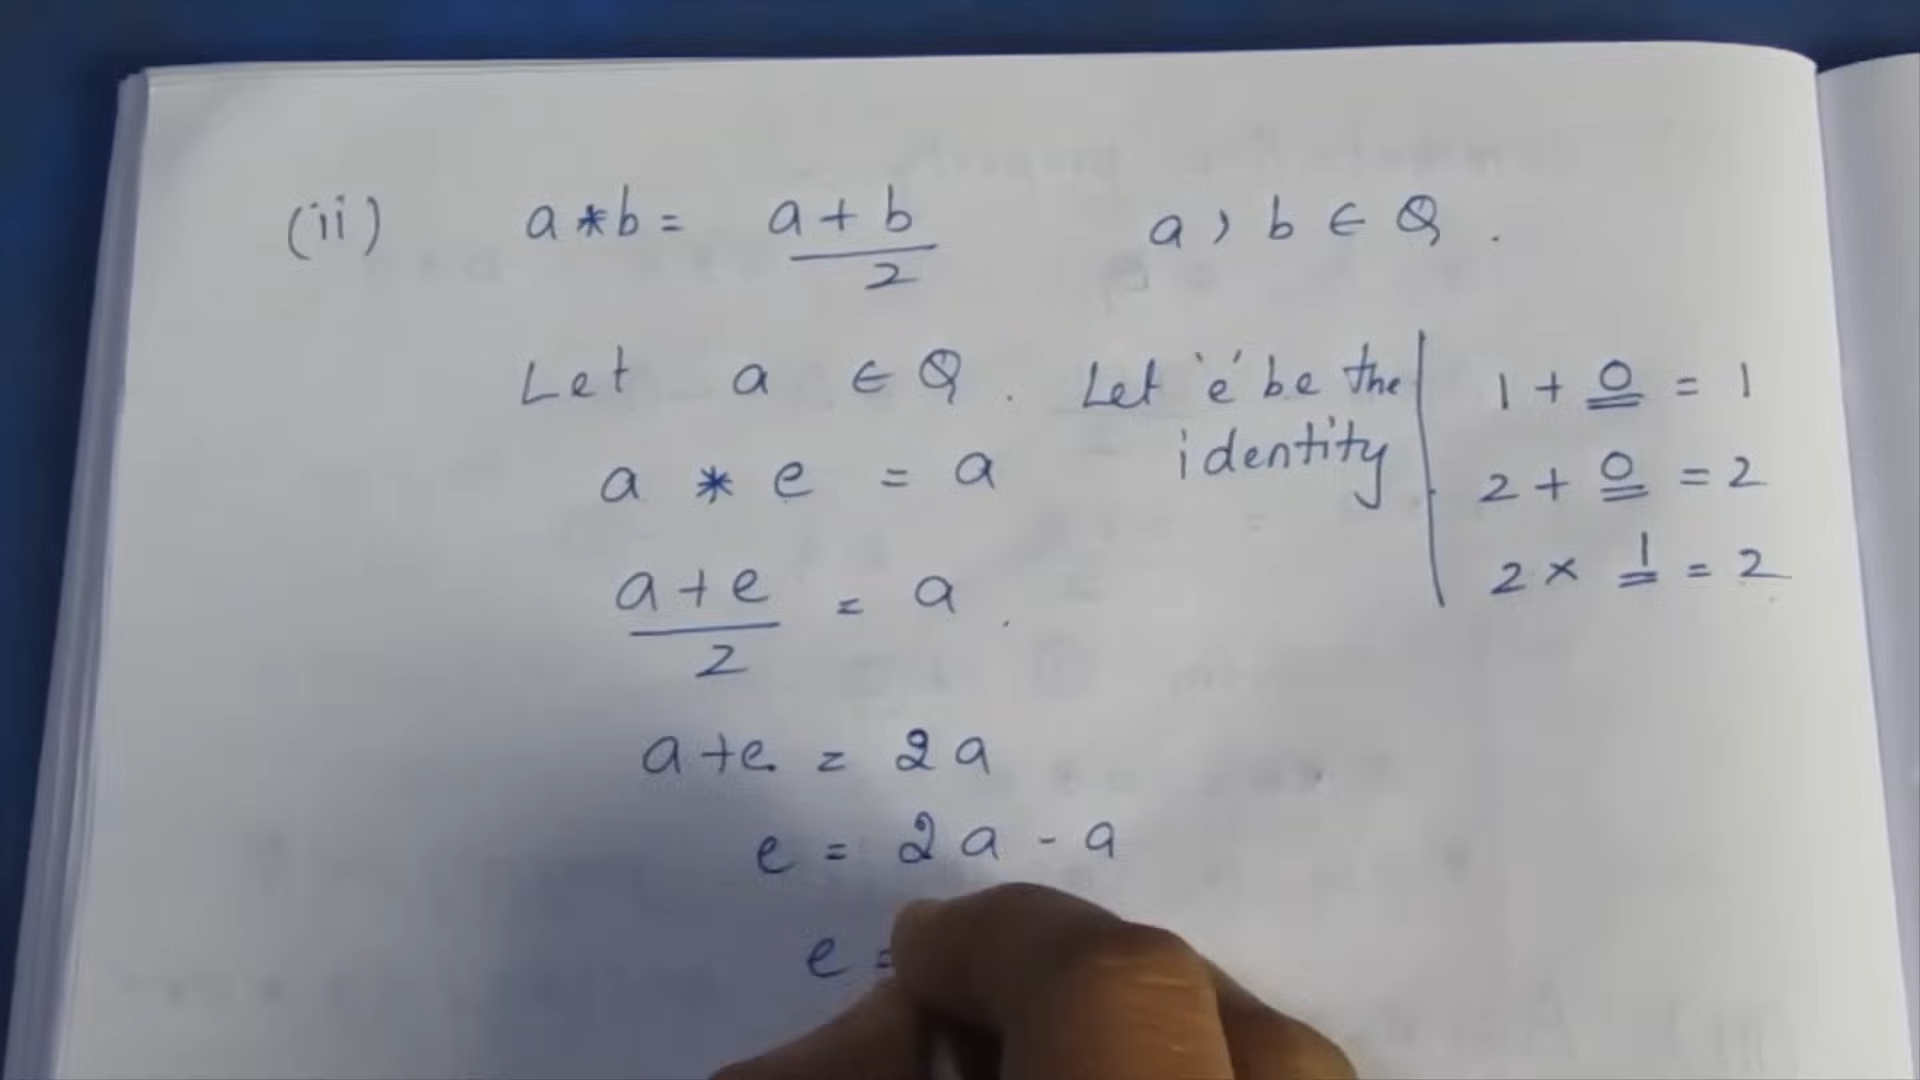 (ii) a * b = a + b / 2 a, b ∈ Q.
Let a ∈ Q. Let 'e' be the
identity
a * e = a
a + e / 2 = a.
a + e = 2a
e = 2a - a
e =
1 + 0 = 1
2 + 0 = 2
2 × 1 = 2